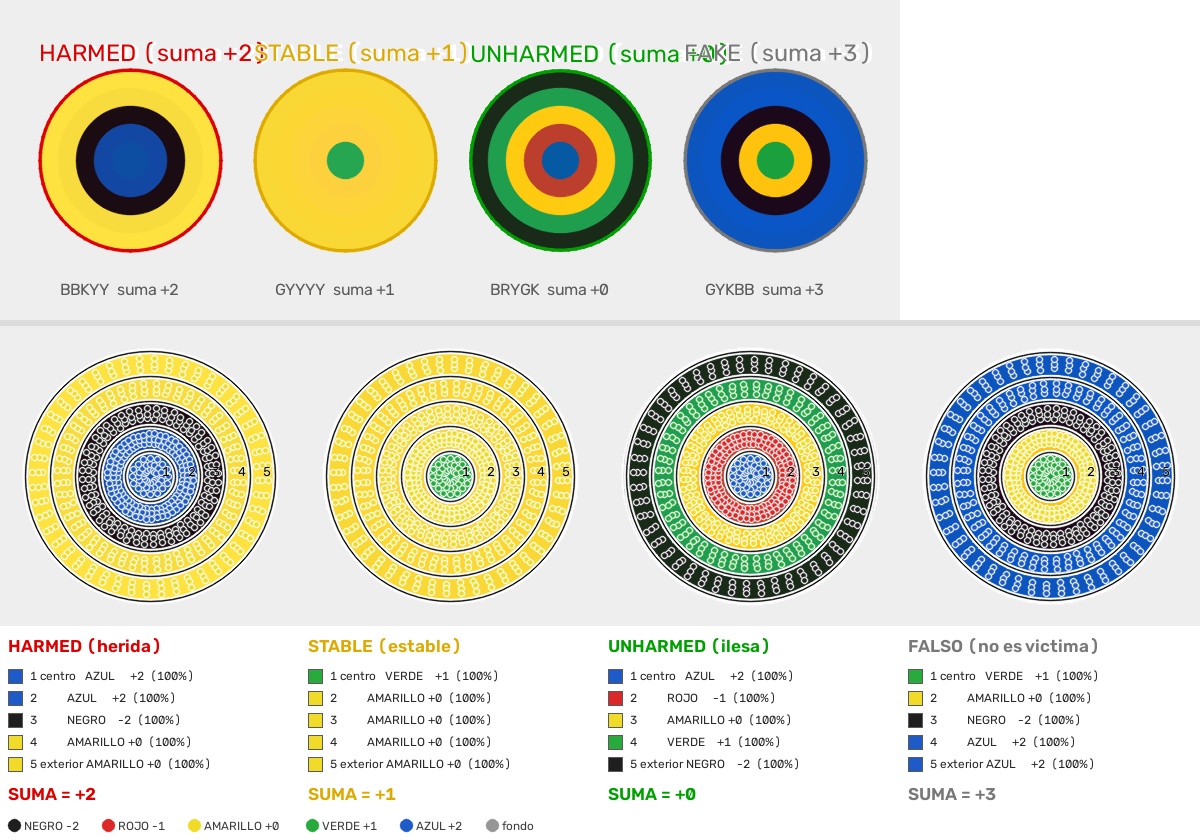 HARMED (suma +2)
STABLE (suma +1)
UNHARMED (suma +0)
FAKE (suma +3)
BBKYY suma +2
GYYYY suma +1
BRYGK suma +0
GYKBB suma +3
1 2 3 4 5
1 2 3 4 5
1 2 3 4 5
1 2 3 4 5
HARMED (herida)
1 centro AZUL +2 (100%)
2 AZUL +2 (100%)
3 NEGRO -2 (100%)
4 AMARILLO +0 (100%)
5 exterior AMARILLO +0 (100%)
SUMA = +2
STABLE (estable)
1 centro VERDE +1 (100%)
2 AMARILLO +0 (100%)
3 AMARILLO +0 (100%)
4 AMARILLO +0 (100%)
5 exterior AMARILLO +0 (100%)
SUMA = +1
UNHARMED (ilesa)
1 centro AZUL +2 (100%)
2 ROJO -1 (100%)
3 AMARILLO +0 (100%)
4 VERDE +1 (100%)
5 exterior NEGRO -2 (100%)
SUMA = +0
FALSO (no es victima)
1 centro VERDE +1 (100%)
2 AMARILLO +0 (100%)
3 NEGRO -2 (100%)
4 AZUL +2 (100%)
5 exterior AZUL +2 (100%)
SUMA = +3
NEGRO -2 ROJO -1 AMARILLO +0 VERDE +1 AZUL +2 fondo